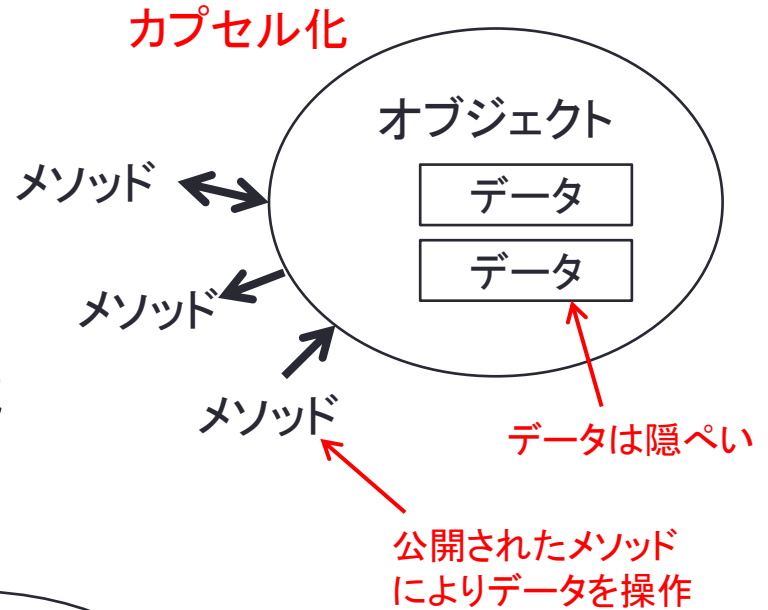 カプセル化
オブジェクト
メソッド
データ
データ
メソッド
メソッド
データは隠ぺい
公開されたメソッド
によりデータを操作